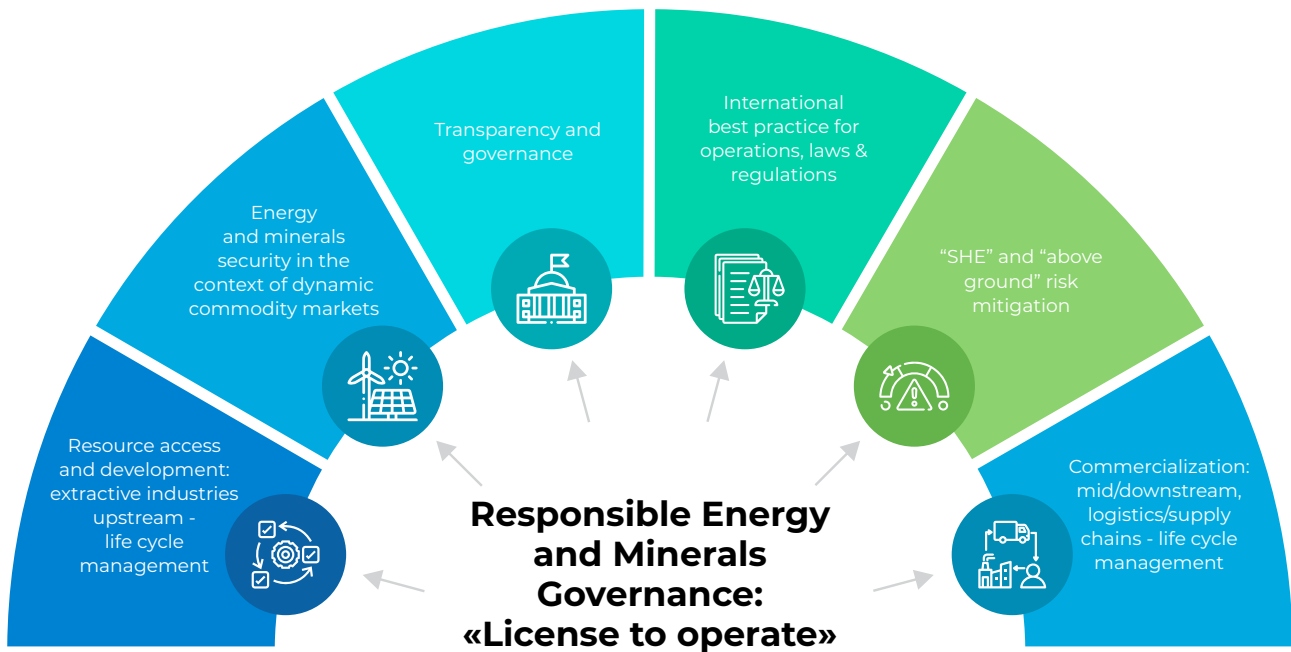 Resource access
and development:
extractive industries
upstream -
life cycle
management
Energy
and minerals
security in the
context of dynamic
commodity markets
Transparency and
governance
International
best practice for
operations, laws &
regulations
“SHE” and “above
ground” risk
mitigation
Commercialization:
mid/downstream,
logistics/supply
chains - life cycle
management
Responsible Energy
and Minerals
Governance:
«License to operate»